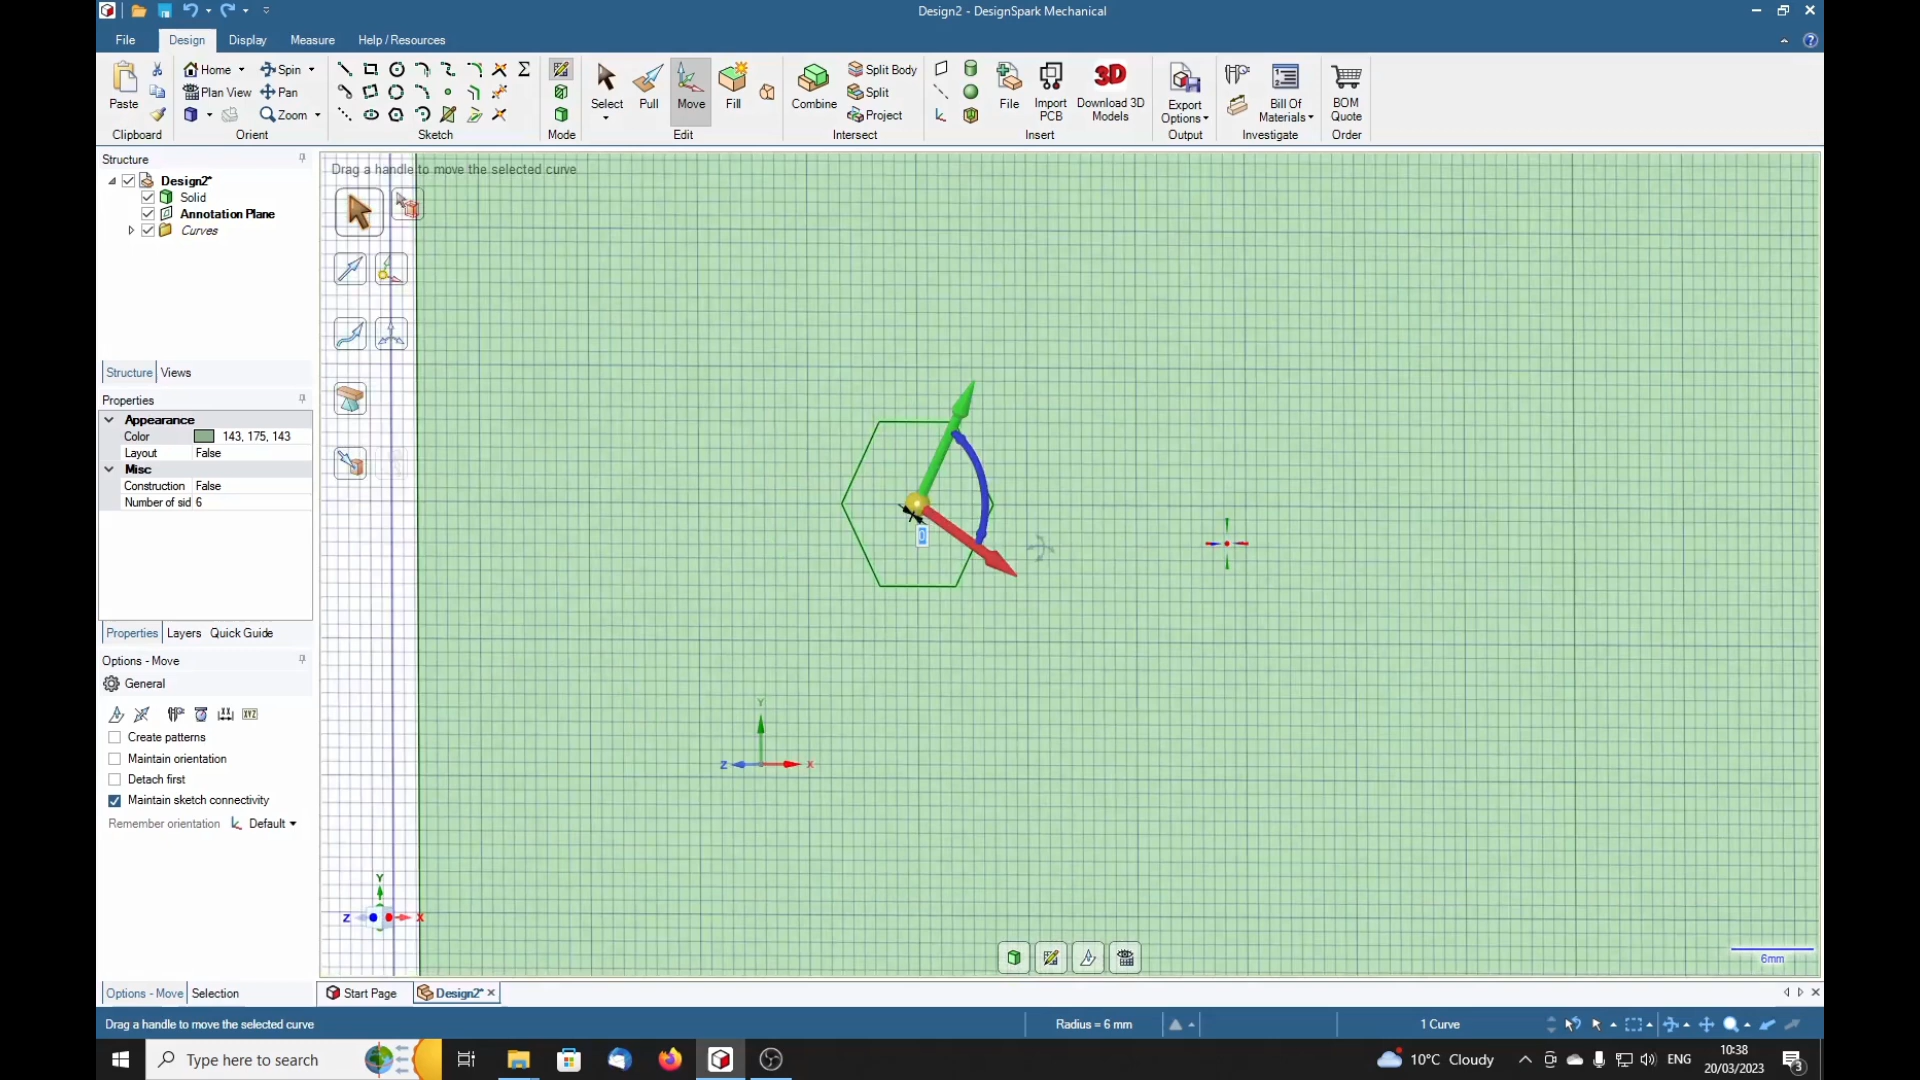 Design2 - DesignSpark Mechanical
File Design Display Measure Help / Resources
Paste
Clipboard
Home Spin
Plan View Pan
Zoom
Orient
Sketch
Mode
Select Pull Move Fill
Edit
Combine
Split Body
Split
Project
Intersect
File Import PCB Download 3D Models
Insert
Export Options
Output
Bill Of Materials
Investigate
BOM Quote
Order
Structure
Design2*
Solid
Annotation Plane
Curves
Structure Views
Properties
Appearance
Color 143, 175, 143
Layout False
Misc
Construction False
Number of sid 6
Properties Layers Quick Guide
Options - Move
General
XYZ
Create patterns
Maintain orientation
Detach first
Maintain sketch connectivity
Remember orientation Default
Options - Move Selection
Drag a handle to move the selected curve
0
Y
Z X
Y
Z X
6mm
Start Page Design2*
Drag a handle to move the selected curve Radius = 6 mm 1 Curve
Type here to search
10°C Cloudy ENG
10:38
20/03/2023
3